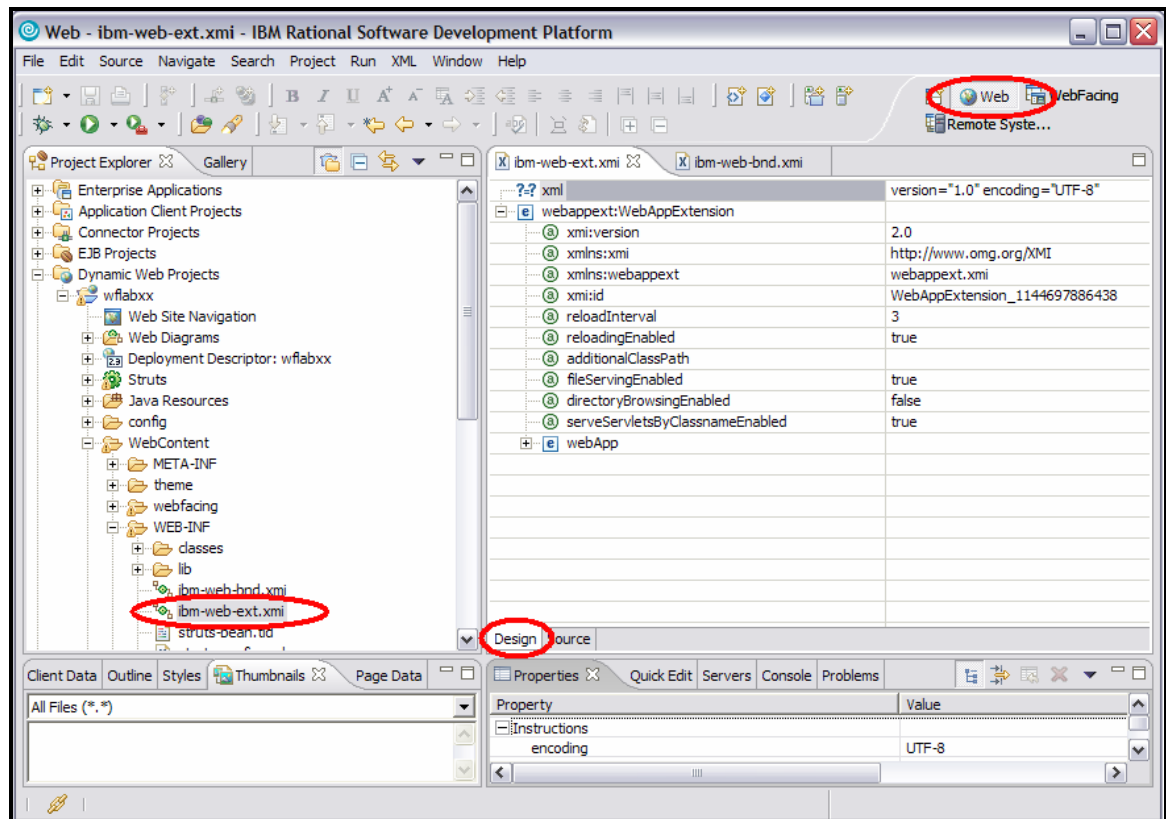 Web - ibm-web-ext.xmi - IBM Rational Software Development Platform
File Edit Source Navigate Search Project Run XML Window Help
B I U A A
Web WebFacing
Remote Syste...
Project Explorer Gallery
Enterprise Applications
Application Client Projects
Connector Projects
EJB Projects
Dynamic Web Projects
wflabxx
Web Site Navigation
Web Diagrams
Deployment Descriptor: wflabxx
Struts
Java Resources
config
WebContent
META-INF
theme
webfacing
WEB-INF
classes
lib
ibm-web-bnd.xmi
ibm-web-ext.xmi
struts-bean.tld
ibm-web-ext.xmi ibm-web-bnd.xmi
?=? xml version="1.0" encoding="UTF-8"
webappext:WebAppExtension
xmi:version 2.0
xmlns:xmi http://www.omg.org/XMI
xmlns:webappext webappext.xmi
xmi:id WebAppExtension_1144697886438
reloadInterval 3
reloadingEnabled true
additionalClassPath
fileServingEnabled true
directoryBrowsingEnabled false
serveServletsByClassnameEnabled true
webApp
Design Source
Client Data Outline Styles Thumbnails Page Data
All Files (*.*)
Properties Quick Edit Servers Console Problems
Property Value
Instructions
encoding UTF-8